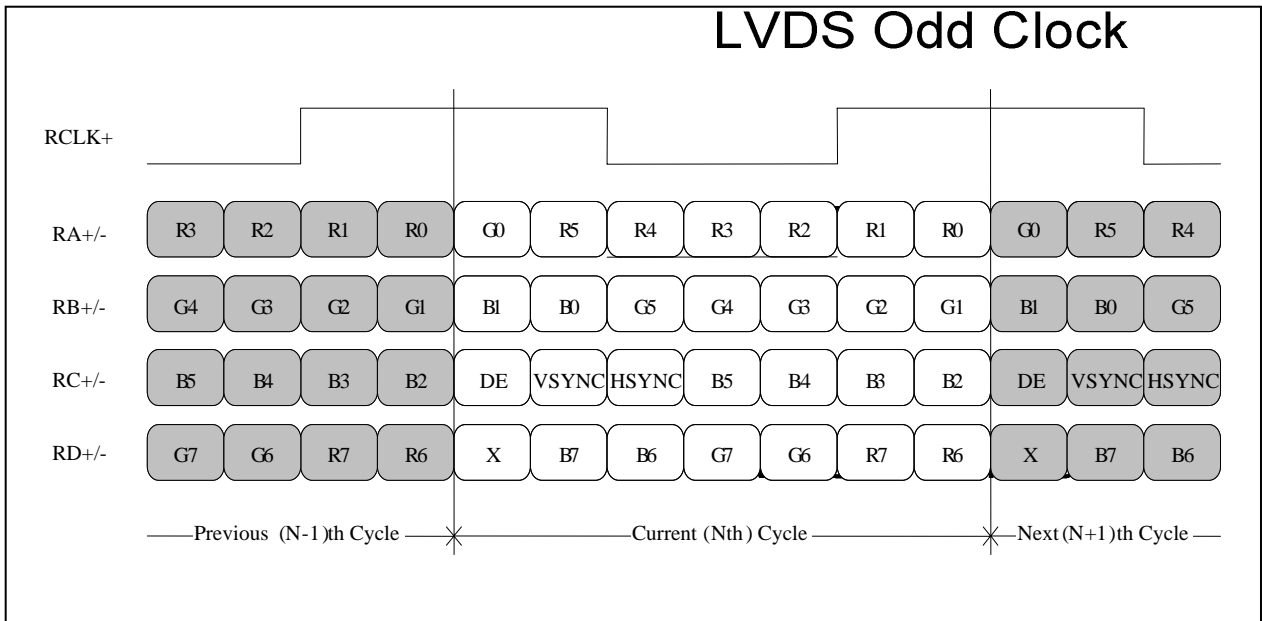 LVDS Odd Clock
RCLK+
RA+/- R3 R2 R1 R0 G0 R5 R4 R3 R2 R1 R0 G0 R5 R4
RB+/- G4 G3 G2 G1 B1 B0 G5 G4 G3 G2 G1 B1 B0 G5
RC+/- B5 B4 B3 B2 DE VSYNC HSYNC B5 B4 B3 B2 DE VSYNC HSYNC
RD+/- G7 G6 R7 R6 X B7 B6 G7 G6 R7 R6 X B7 B6
Previous (N-1)th Cycle Current (Nth) Cycle Next (N+1)th Cycle